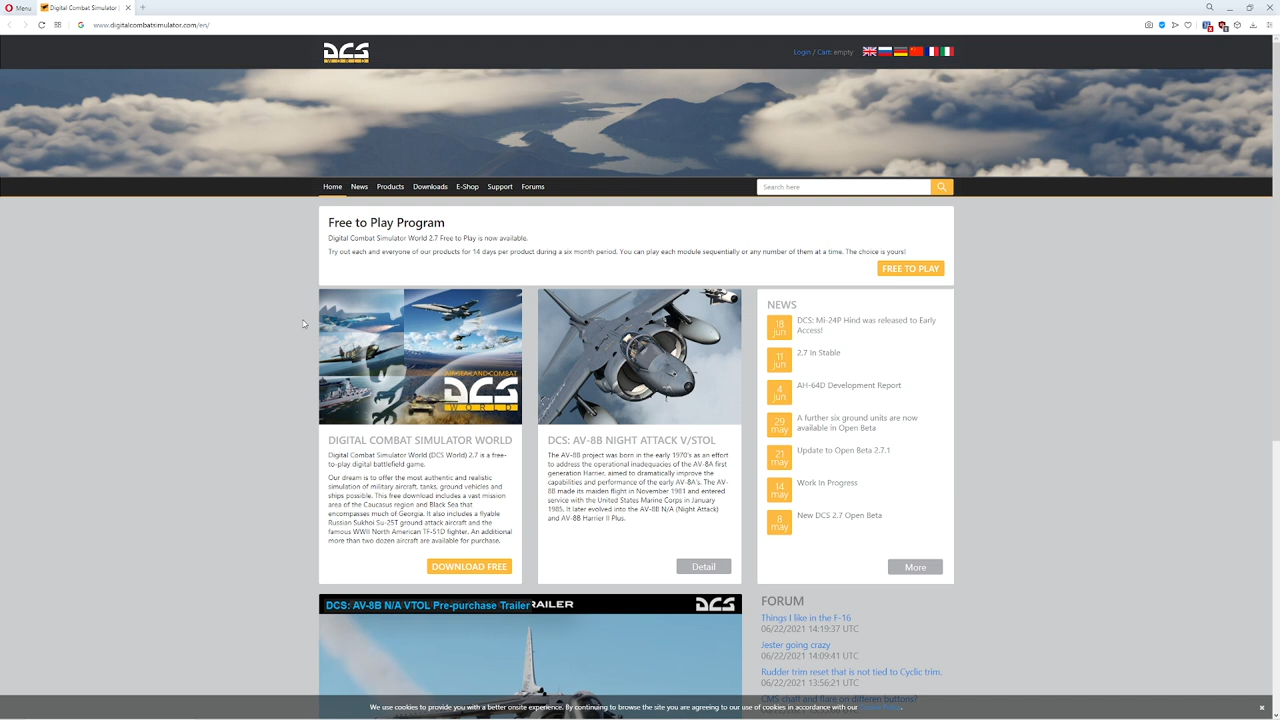 Menu
Digital Combat Simulator
www.digitalcombatsimulator.com/en/
DCS
WORLD
Login / Cart: empty
Home News Products Downloads E-Shop Support Forums
Search here
Free to Play Program
Digital Combat Simulator World 2.7 Free to Play is now available.
Try out each and everyone of our products for 14 days per product during a six month period. You can play each module sequentially or any number of them at a time. The choice is yours!
FREE TO PLAY
AIR SEA LAND COMBAT
DCS
WORLD
DIGITAL COMBAT SIMULATOR WORLD
Digital Combat Simulator World (DCS World) 2.7 is a free-
to-play digital battlefield game.
Our dream is to offer the most authentic and realistic
simulation of military aircraft, tanks, ground vehicles and
ships possible. This free download includes a vast mission
area of the Caucasus region and Black Sea that
encompasses much of Georgia. It also includes a flyable
Russian Sukhoi Su-25T ground attack aircraft and the
famous WWII North American TF-51D fighter. An additional
more than two dozen aircraft are available for purchase.
DOWNLOAD FREE
DCS: AV-8B NIGHT ATTACK V/STOL
The AV-8B project was born in the early 1970's as an effort
to address the operational inadequacies of the AV-8A first
generation Harrier, aimed to dramatically improve the
capabilities and performance of the early AV-8A's. The AV-
8B made its maiden flight in November 1981 and entered
service with the United States Marine Corps in January
1985. It later evolved into the AV-8B N/A (Night Attack)
and AV-8B Harrier II Plus.
Detail
NEWS
18 jun
DCS: Mi-24P Hind was released to Early
Access!
11 jun
2.7 In Stable
4 jun
AH-64D Development Report
29 may
A further six ground units are now
available in Open Beta
21 may
Update to Open Beta 2.7.1
14 may
Work In Progress
8 may
New DCS 2.7 Open Beta
More
DCS: AV-8B N/A VTOL Pre-purchase Trailer
RAILER
DCS
FORUM
Things I like in the F-16
06/22/2021 14:19:37 UTC
Jester going crazy
06/22/2021 14:09:41 UTC
Rudder trim reset that is not tied to Cyclic trim.
06/22/2021 13:56:21 UTC
CMS chaff and flare on differen buttons?
We use cookies to provide you with a better onsite experience. By continuing to browse the site you are agreeing to our use of cookies in accordance with our Cookie Policy.